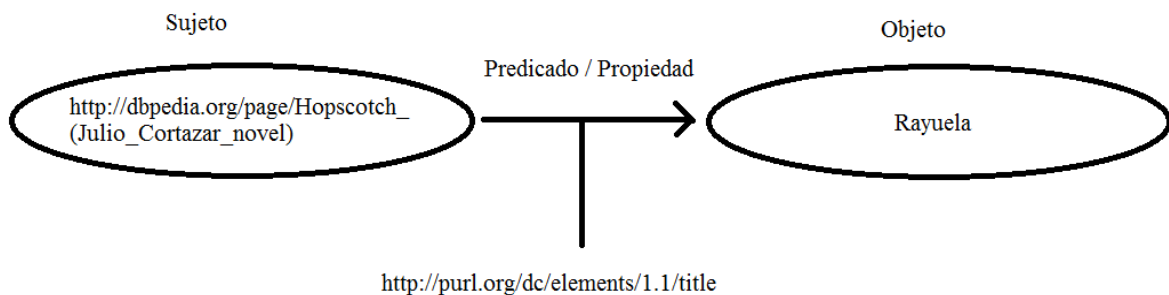 Sujeto
Objeto
Predicado / Propiedad
http://dbpedia.org/page/Hopscotch_
(Julio_Cortazar_novel)
Rayuela
http://purl.org/dc/elements/1.1/title